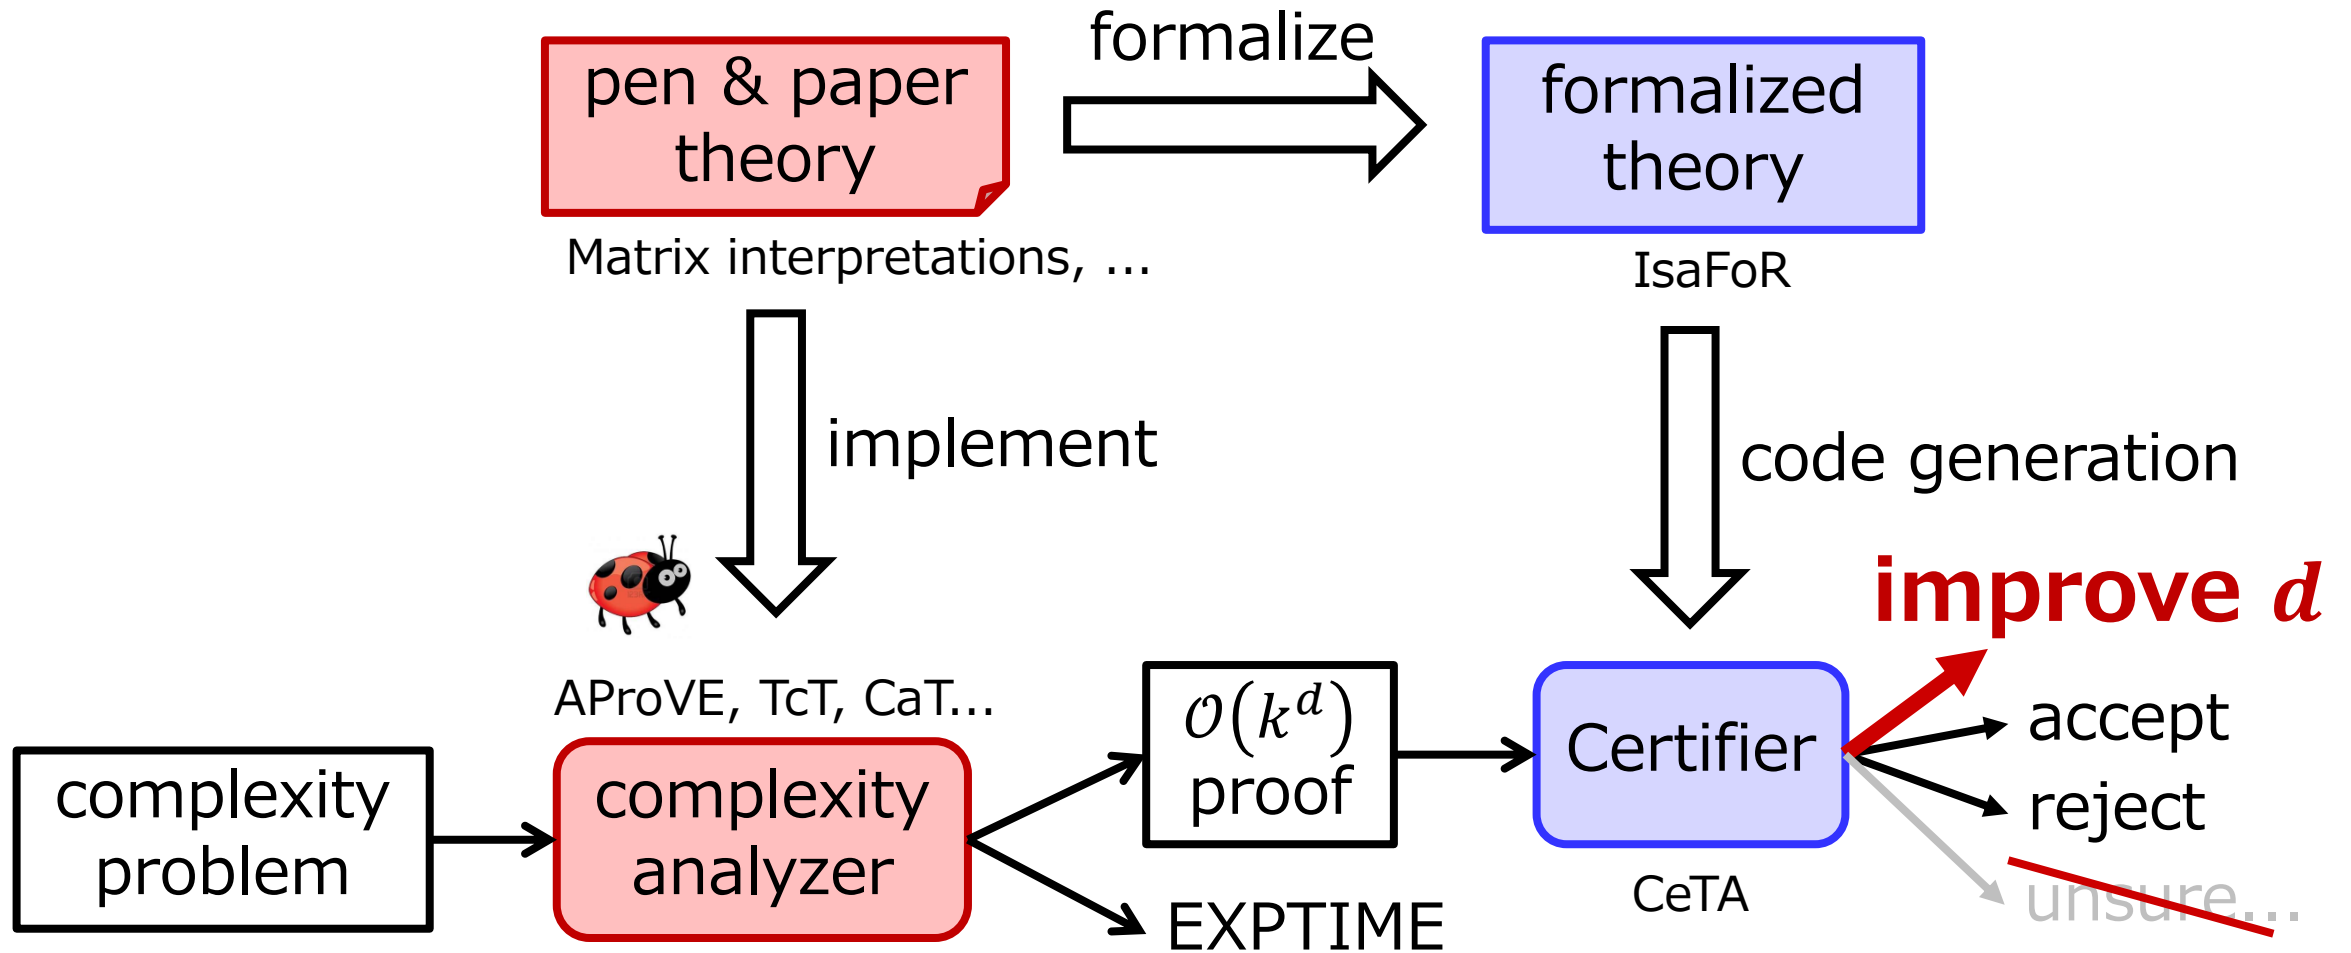 formalize
pen & paper
theory
formalized
theory
Matrix interpretations, ...
IsaFoR
implement
code generation
improve d
AProVE, TcT, CaT...
𝒪(k^d)
proof
Certifier
accept
complexity
problem
complexity
analyzer
reject
CeTA
unsure...
EXPTIME